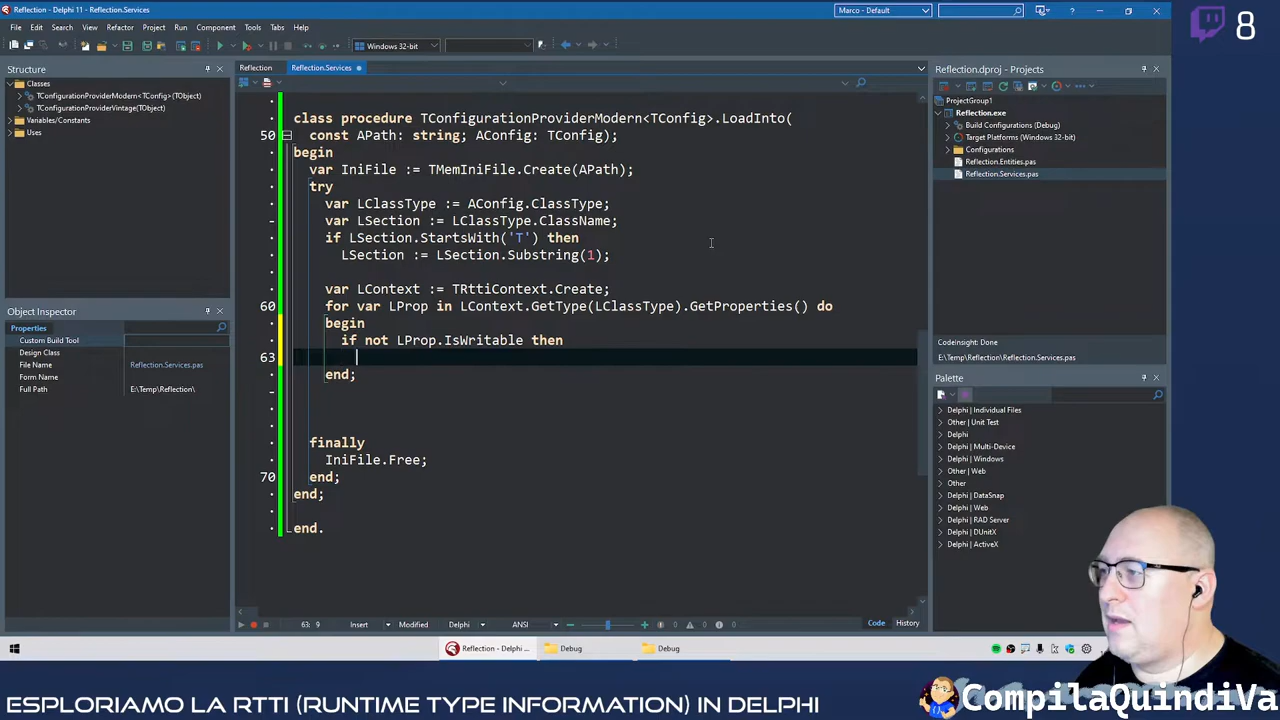 Reflection - Delphi 11 - Reflection.Services
Marco - Default
8
File Edit Search View Refactor Project Run Component Tools Tabs Help
Windows 32-bit
Structure
Classes
TConfigurationProviderModern(TObject)
TConfigurationProviderVintage(TObject)
Variables/Constants
Uses
Object Inspector
Properties
Custom Build Tool
Design Class
File Name Reflection.Services.pas
Form Name
Full Path E:\Temp\Reflection\
Reflection Reflection.Services
class procedure TConfigurationProviderModern<TConfig>.LoadInto(
50 const APath: string; AConfig: TConfig);
begin
var IniFile := TMemIniFile.Create(APath);
try
var LClassType := AConfig.ClassType;
var LSection := LClassType.ClassName;
if LSection.StartsWith('T') then
LSection := LSection.Substring(1);
var LContext := TRttiContext.Create;
60 for var LProp in LContext.GetType(LClassType).GetProperties() do
begin
if not LProp.IsWritable then
63
end;
finally
IniFile.Free;
70 end;
end;
end.
63: 9 Insert Modified Delphi ANSI 0 0 0 Code History
Reflection.dproj - Projects
ProjectGroup1
Reflection.exe
Build Configurations (Debug)
Target Platforms (Windows 32-bit)
Configurations
Reflection.Entities.pas
Reflection.Services.pas
CodeInsight: Done
E:\Temp\Reflection\Reflection.Services.pas
Palette
Delphi | Individual Files
Other | Unit Test
Delphi
Delphi | Multi-Device
Delphi | Windows
Other | Web
Other
Delphi | DataSnap
Delphi | Web
Delphi | RAD Server
Delphi | DUnitX
Delphi | ActiveX
Reflection - Delphi ... Debug Debug
ESPLORIAMO LA RTTI (RUNTIME TYPE INFORMATION) IN DELPHI
CompilaQuindiVa